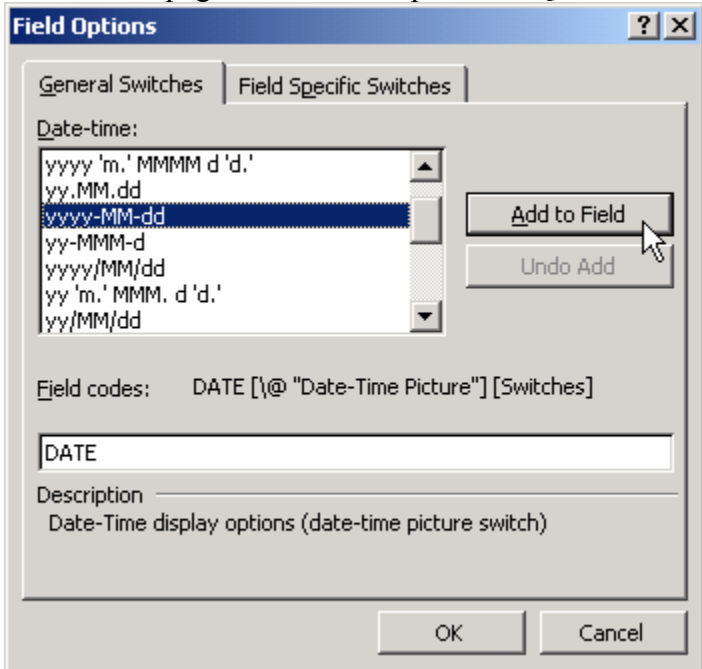 Field Options
General Switches
Field Specific Switches
Date-time:
yyyy 'm.' MMMM d 'd.'
yy.MM.dd
yyyy-MM-dd
yy-MMM-d
yyyy/MM/dd
yy 'm.' MMM. d 'd.'
yy/MM/dd
Add to Field
Undo Add
Field codes: DATE [\@ "Date-Time Picture"] [Switches]
DATE
Description
Date-Time display options (date-time picture switch)
OK
Cancel